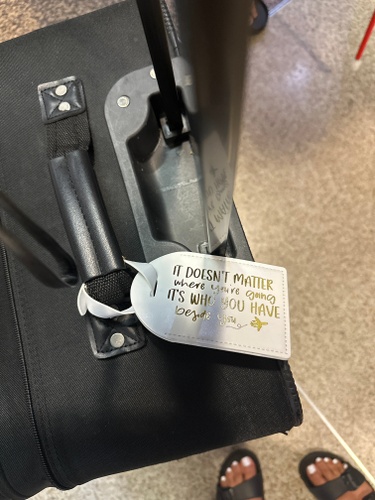 IT DOESN'T MATTER
where you're going
IT'S WHO YOU HAVE
beside you